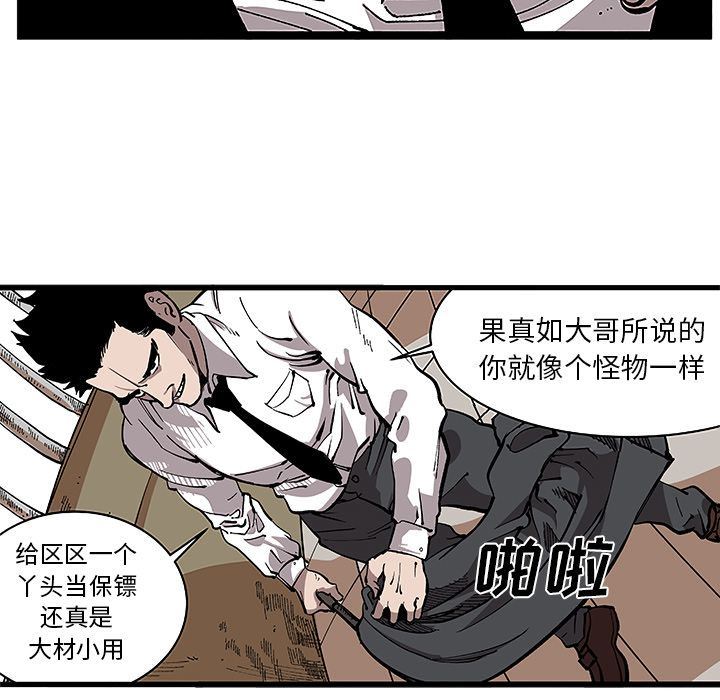 果真如大哥所说的
你就像个怪物一样
给区区一个
丫头当保镖
还真是
大材小用
啪啦